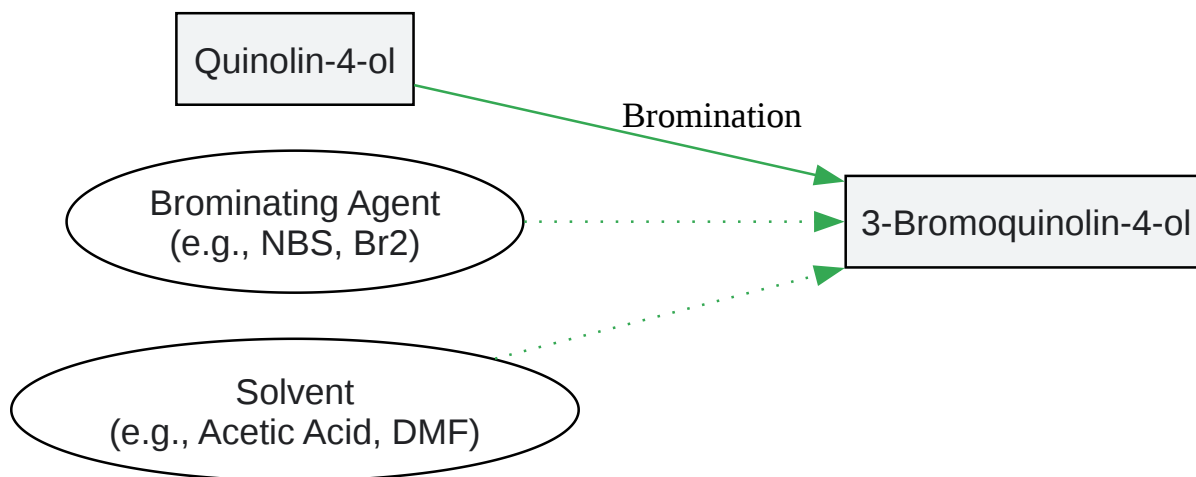 Quinolin-4-ol
Bromination
Brominating Agent
(e.g., NBS, Br2)
3-Bromoquinolin-4-ol
Solvent
(e.g., Acetic Acid, DMF)